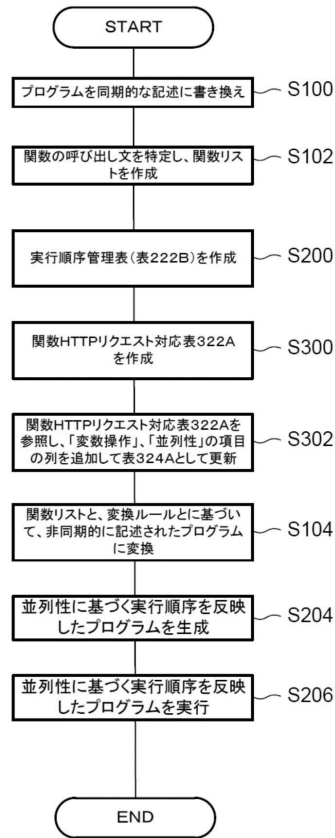 START
プログラムを同期的な記述に書き換え
S100
関数の呼び出し文を特定し、関数リス
トを作成
S102
実行順序管理表(表222B)を作成
S200
関数HTTPリクエスト対応表322A
を作成
S300
関数HTTPリクエスト対応表322Aを
参照し、「変数操作」、「並列性」の項目
の列を追加して表324Aとして更新
S302
関数リストと、変換ルールとに基づい
て、非同期的に記述されたプログラム
に変換
S104
並列性に基づく実行順序を反映
したプログラムを生成
S204
並列性に基づく実行順序を反映
したプログラムを実行
S206
END